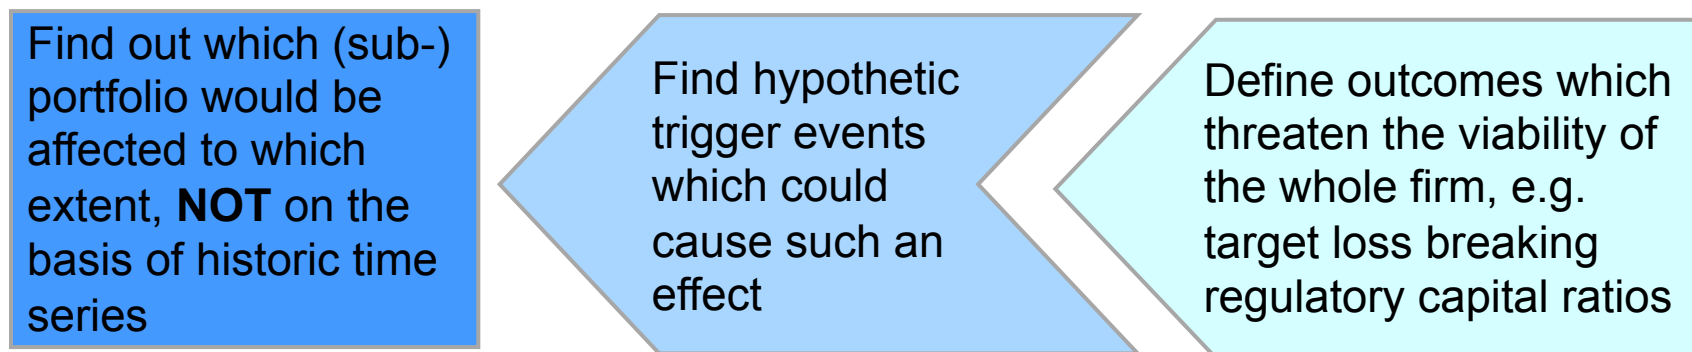 Find out which (sub-)
portfolio would be
affected to which
extent, NOT on the
basis of historic time
series
Find hypothetic
trigger events
which could
cause such an
effect
Define outcomes which
threaten the viability of
the whole firm, e.g.
target loss breaking
regulatory capital ratios